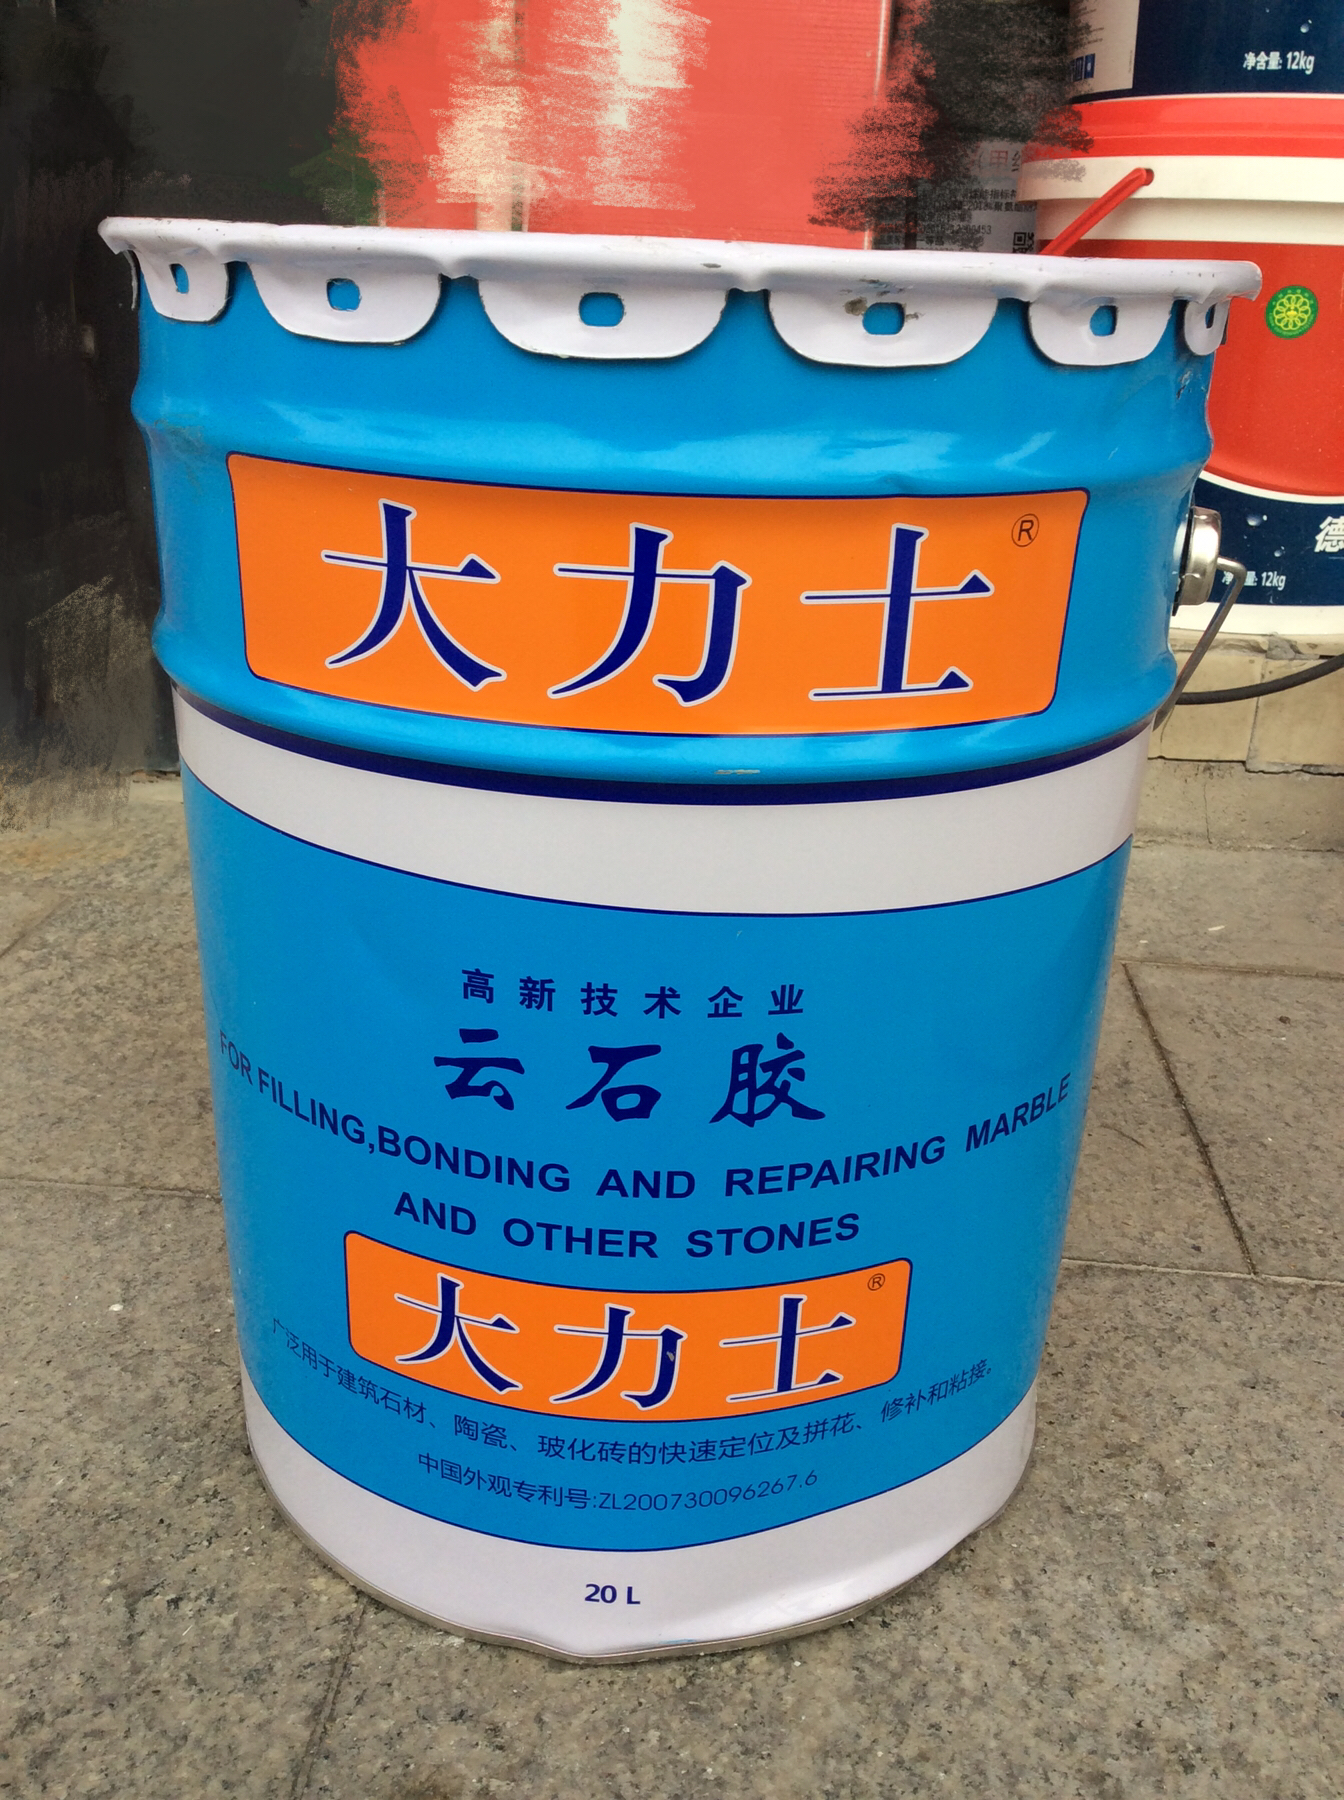 净含量: 12kg
大力士®
德
量: 12kg
高新技术企业
云石胶
FOR FILLING,BONDING AND REPAIRING MARBLE
AND OTHER STONES
大力士®
广泛用于建筑石材、陶瓷、玻化砖的快速定位及拼花、修补和粘接。
中国外观专利号:ZL200730096267.6
20 L